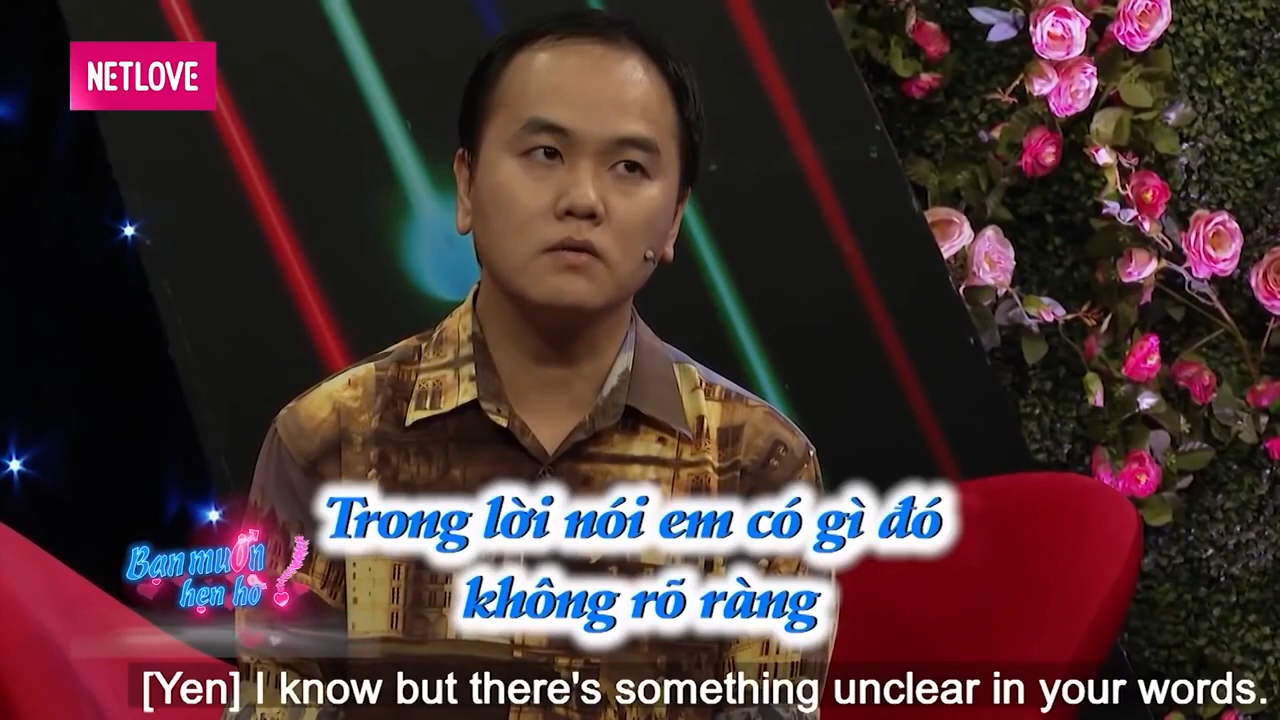 NETLOVE
Trong lời nói em có gì đó
không rõ ràng
Bạn muốn
hẹn hò
[Yen] I know but there's something unclear in your words.